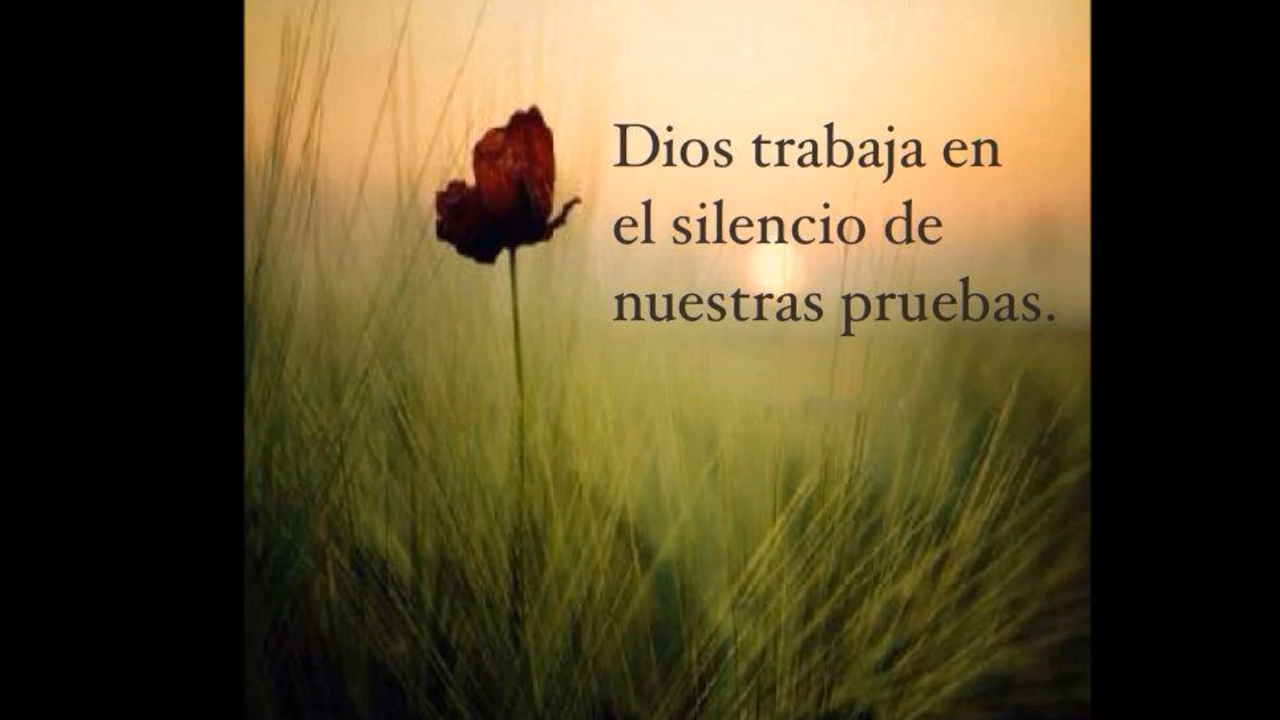 Dios trabaja en
el silencio de
nuestras pruebas.